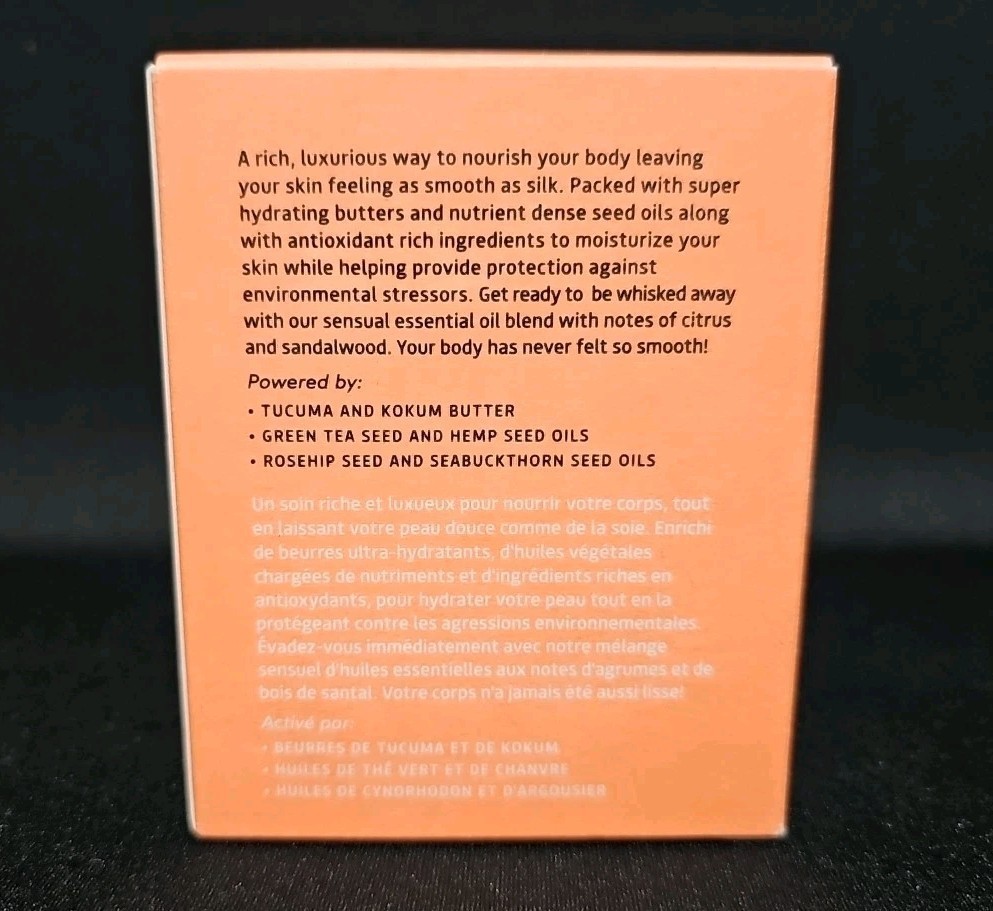 A rich, luxurious way to nourish your body leaving
your skin feeling as smooth as silk. Packed with super
hydrating butters and nutrient dense seed oils along
with antioxidant rich ingredients to moisturize your
skin while helping provide protection against
environmental stressors. Get ready to be whisked away
with our sensual essential oil blend with notes of citrus
and sandalwood. Your body has never felt so smooth!
Powered by:
• TUCUMA AND KOKUM BUTTER
• GREEN TEA SEED AND HEMP SEED OILS
• ROSEHIP SEED AND SEABUCKTHORN SEED OILS
Un soin riche et luxueux pour nourrir votre corps, tout
en laissant votre peau douce comme de la soie. Enrichi
de beurres ultra-hydratants, d'huiles végétales
chargées de nutriments et d'ingrédients riches en
antioxydants, pour hydrater votre peau tout en la
protégeant contre les agressions environnementales.
Évadez-vous immédiatement avec notre mélange
sensuel d'huiles essentielles aux notes d'agrumes et de
bois de santal. Votre corps n'a jamais été aussi lisse!
Activé par:
• BEURRES DE TUCUMA ET DE KOKUM
• HUILES DE THÉ VERT ET DE CHANVRE
• HUILES DE CYNORHODON ET D'ARGOUSIER